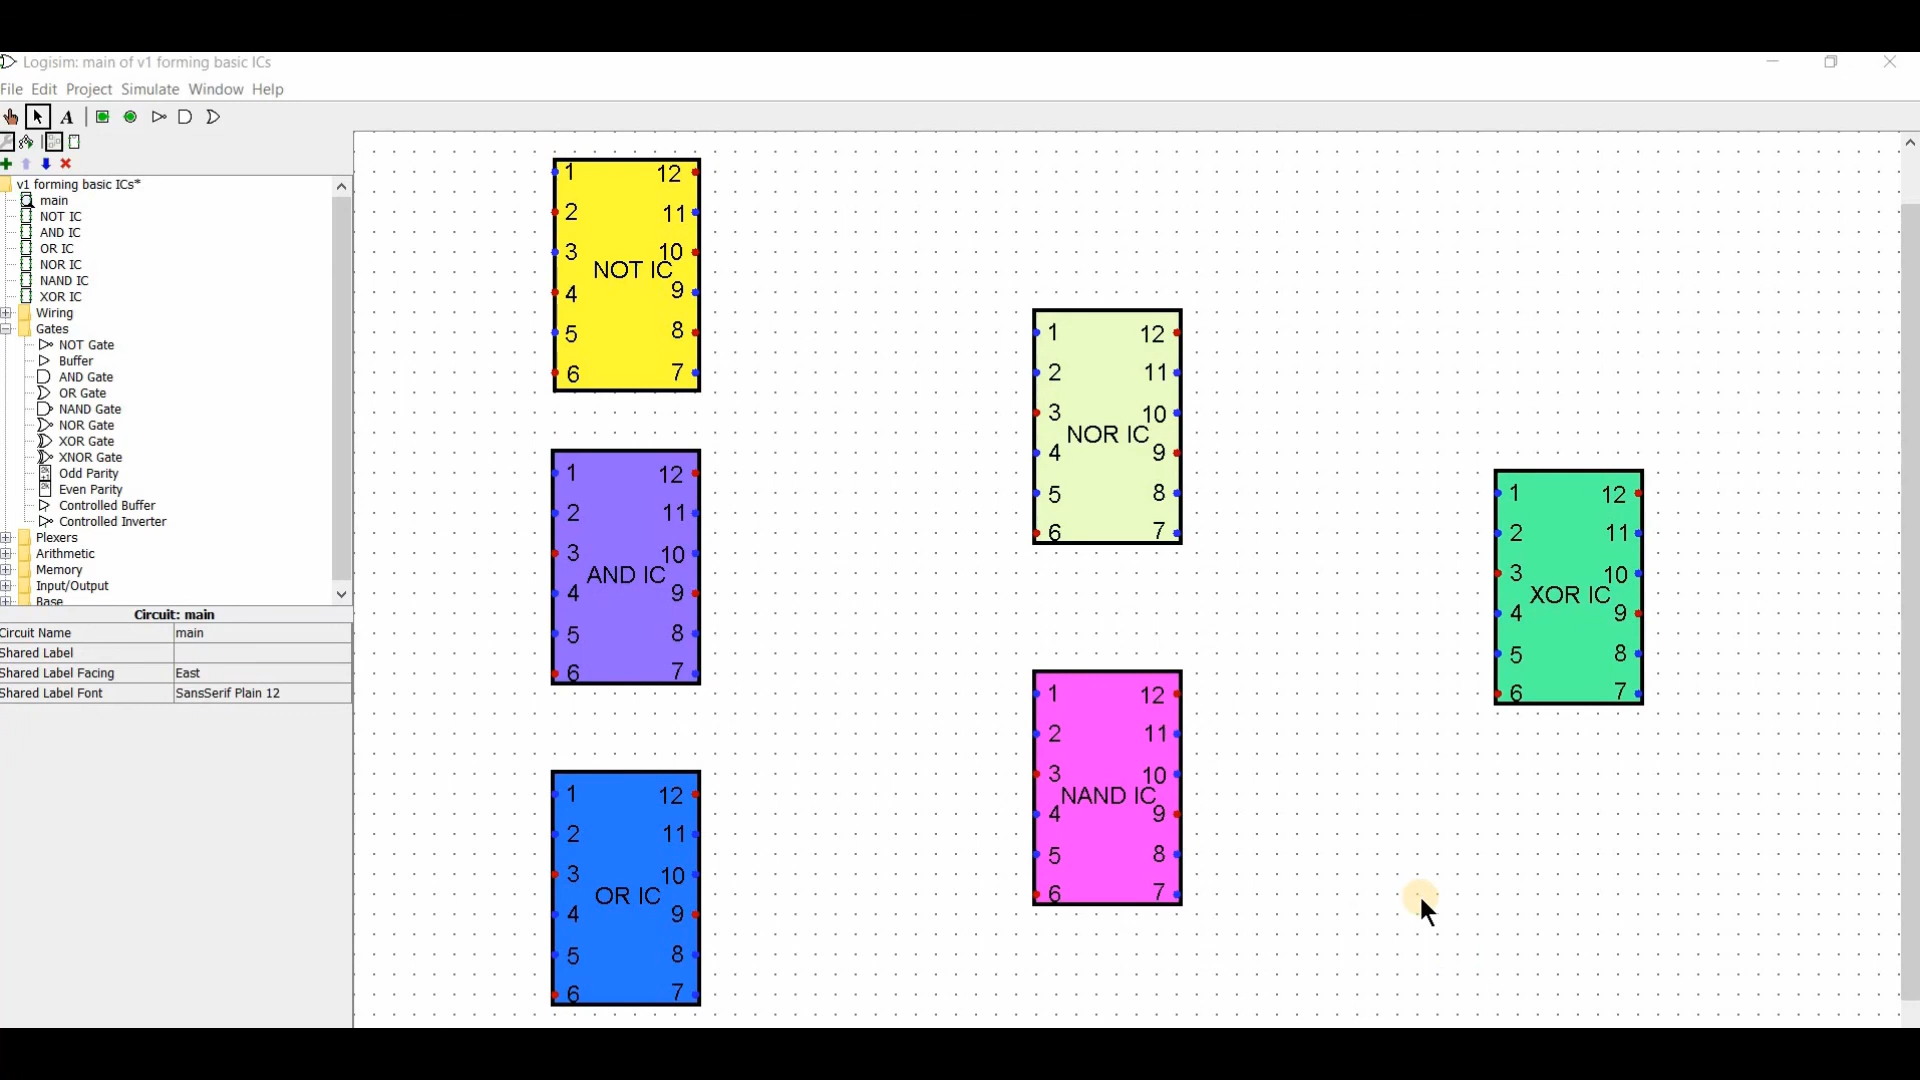 Logisim: main of v1 forming basic ICs
File Edit Project Simulate Window Help
A
v1 forming basic ICs*
main
NOT IC
AND IC
OR IC
NOR IC
NAND IC
XOR IC
Wiring
Gates
NOT Gate
Buffer
AND Gate
OR Gate
NAND Gate
NOR Gate
XOR Gate
XNOR Gate
Odd Parity
Even Parity
Controlled Buffer
Controlled Inverter
Plexers
Arithmetic
Memory
Input/Output
Base
Circuit: main
Circuit Name main
Shared Label
Shared Label Facing East
Shared Label Font SansSerif Plain 12
1 12
2 11
3 10
NOT IC
4 9
5 8
6 7
1 12
2 11
3 10
AND IC
4 9
5 8
6 7
1 12
2 11
3 10
OR IC
4 9
5 8
6 7
1 12
2 11
3 10
NOR IC
4 9
5 8
6 7
1 12
2 11
3 10
NAND IC
4 9
5 8
6 7
1 12
2 11
3 10
XOR IC
4 9
5 8
6 7